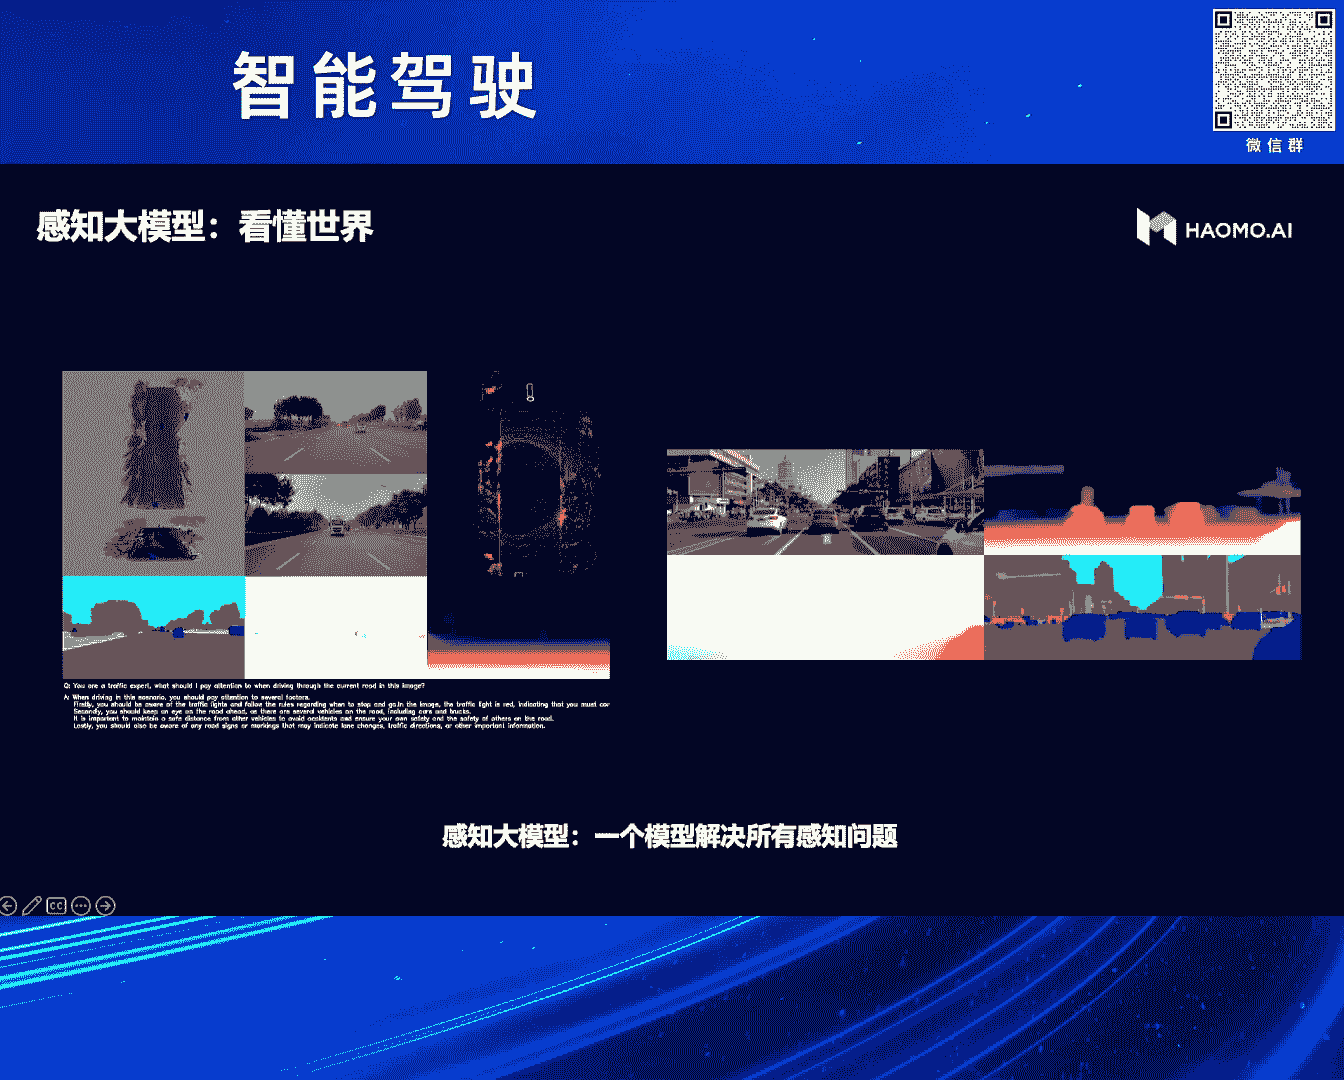 智能驾驶
微信群
感知大模型：看懂世界
HAOMO.AI
Q: You are a traffic expert, what should I pay attention to when driving through the current road in this image?
A: When driving in this scenario, you should pay attention to several factors.
Firstly, you should be aware of the traffic lights and follow the rules regarding when to stop and go.In the image, the traffic light is red, indicating that you must cor
Secondly, you should keep an eye on the road ahead, as there are several vehicles on the road, including cars and trucks.
It is important to maintain a safe distance from other vehicles to avoid accidents and ensure your own safety and the safety of others on the road.
Lastly, you should also be aware of any road signs or markings that may indicate lane changes, traffic directions, or other important information.
感知大模型：一个模型解决所有感知问题
CC